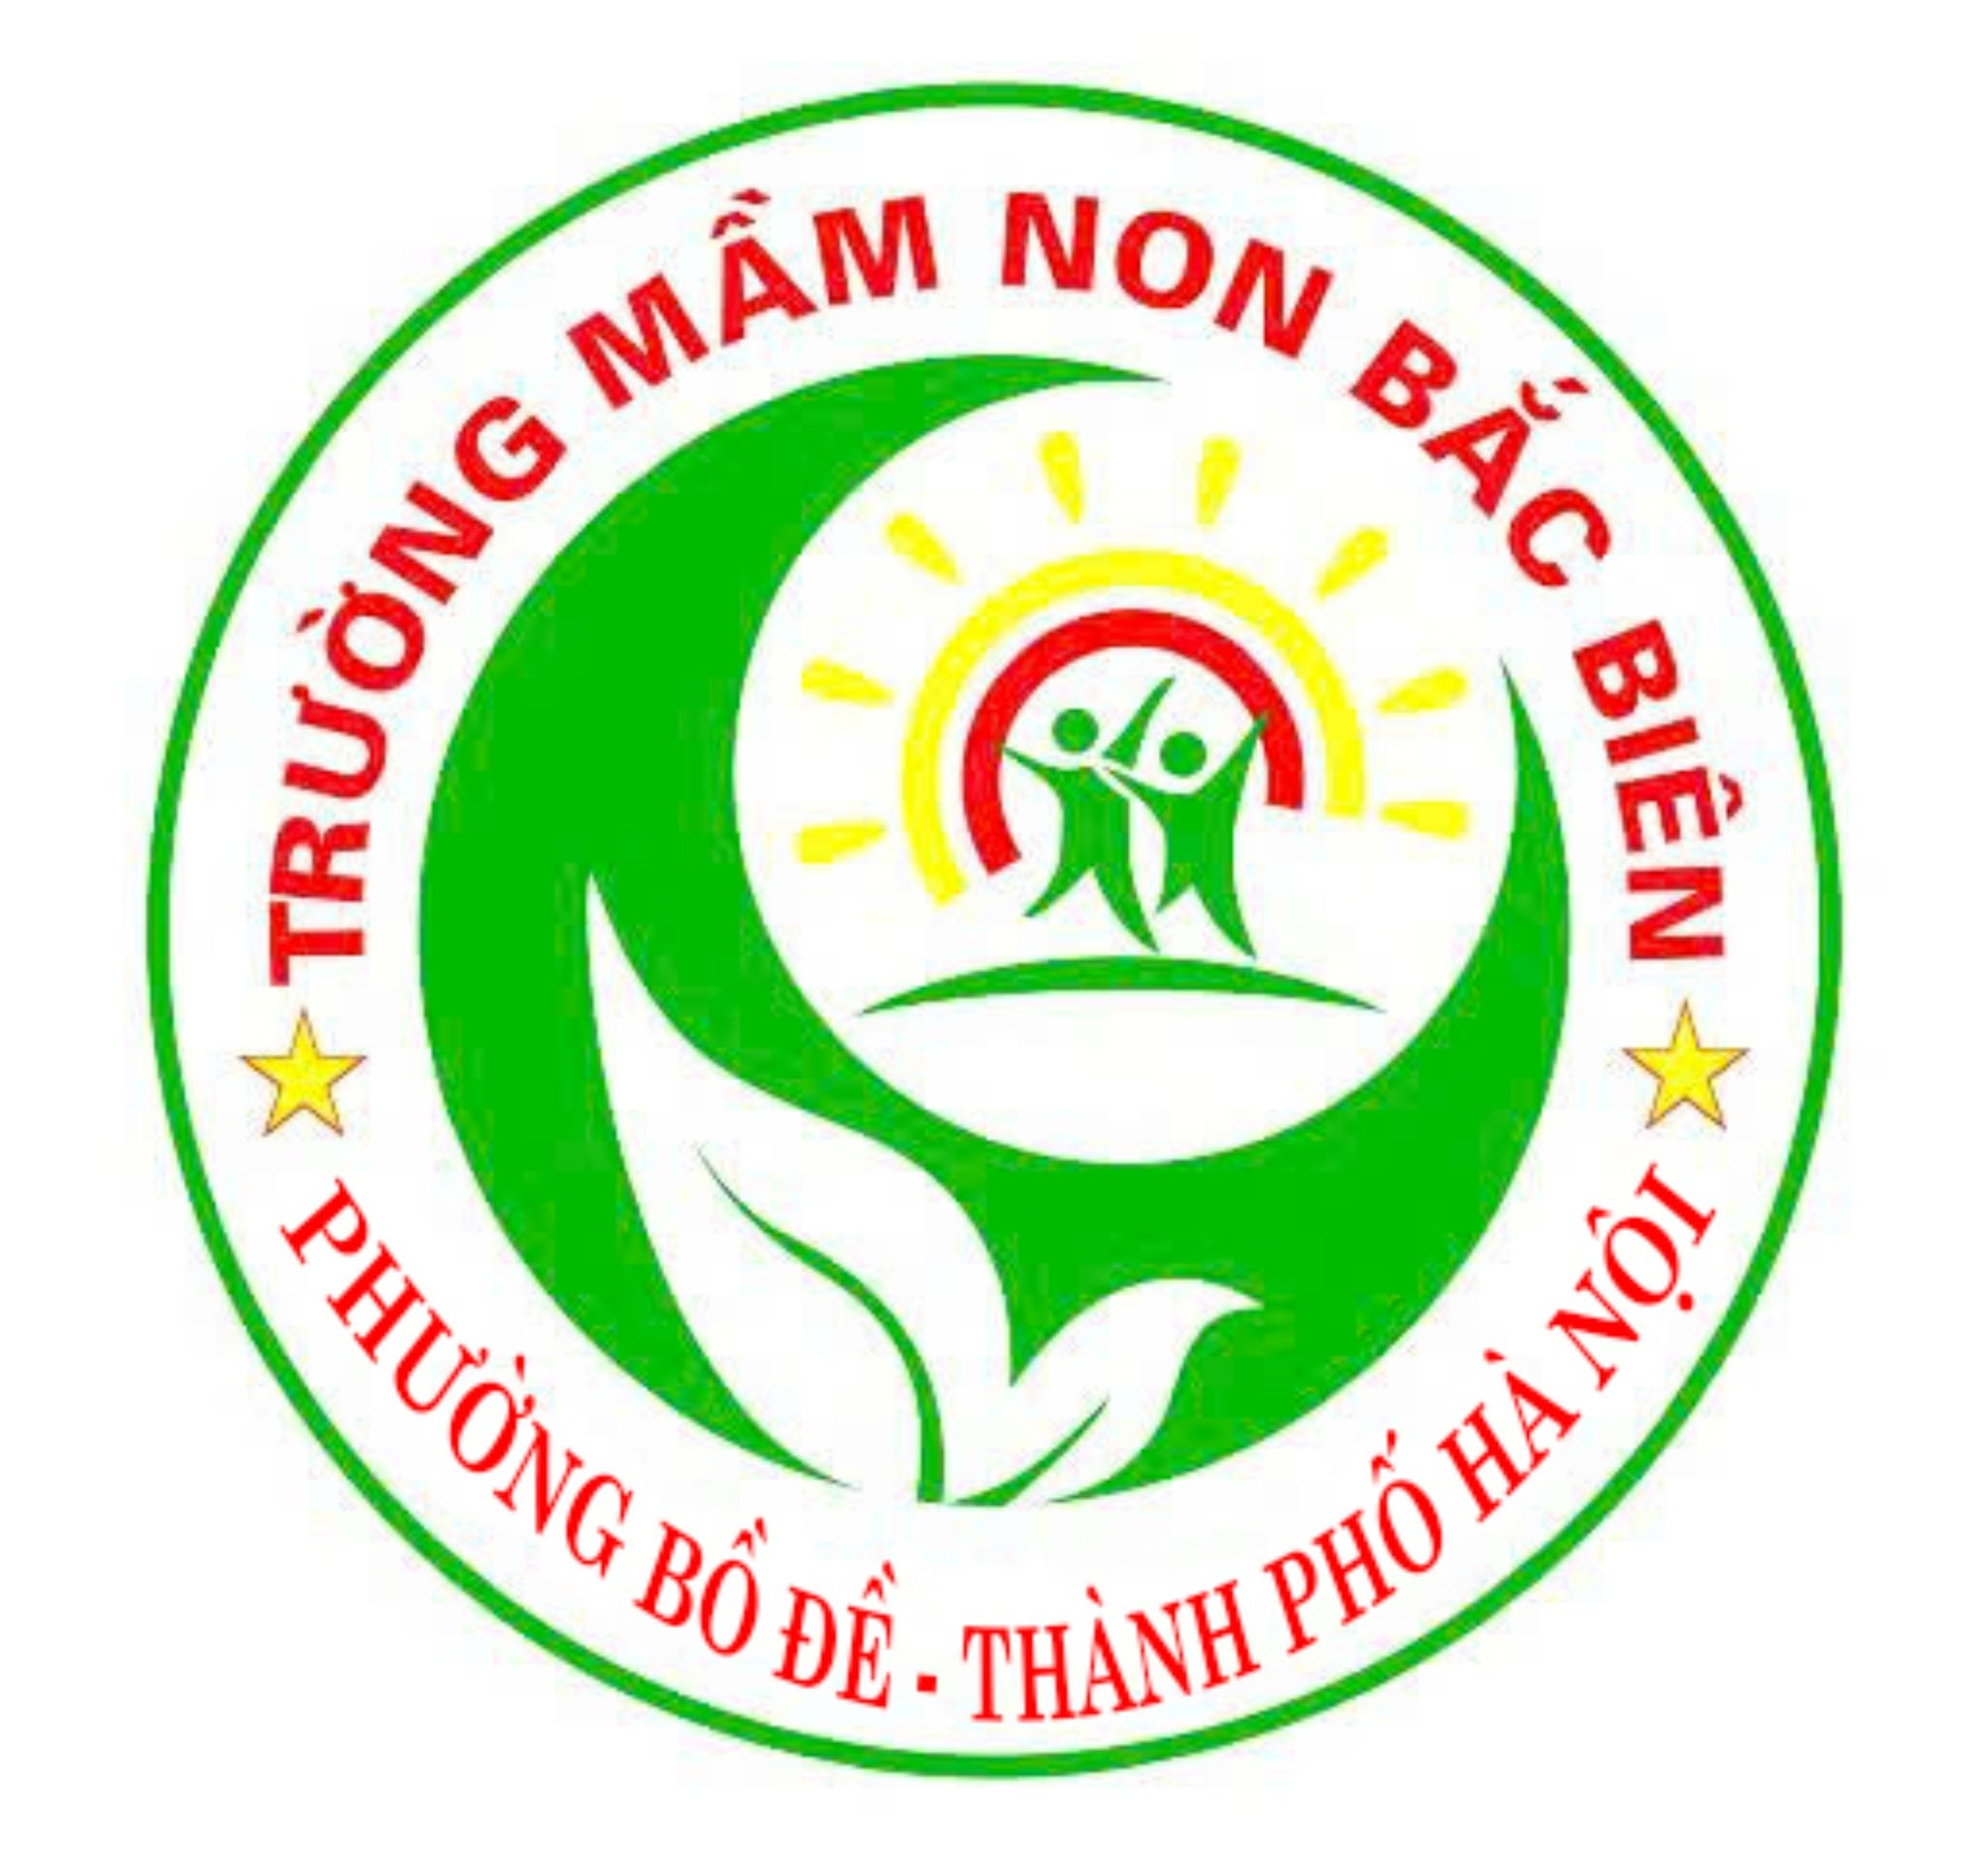 TRƯỜNG MẦM NON BẮC BIÊN
PHƯỜNG BỒ ĐỀ - THÀNH PHỐ HÀ NỘI